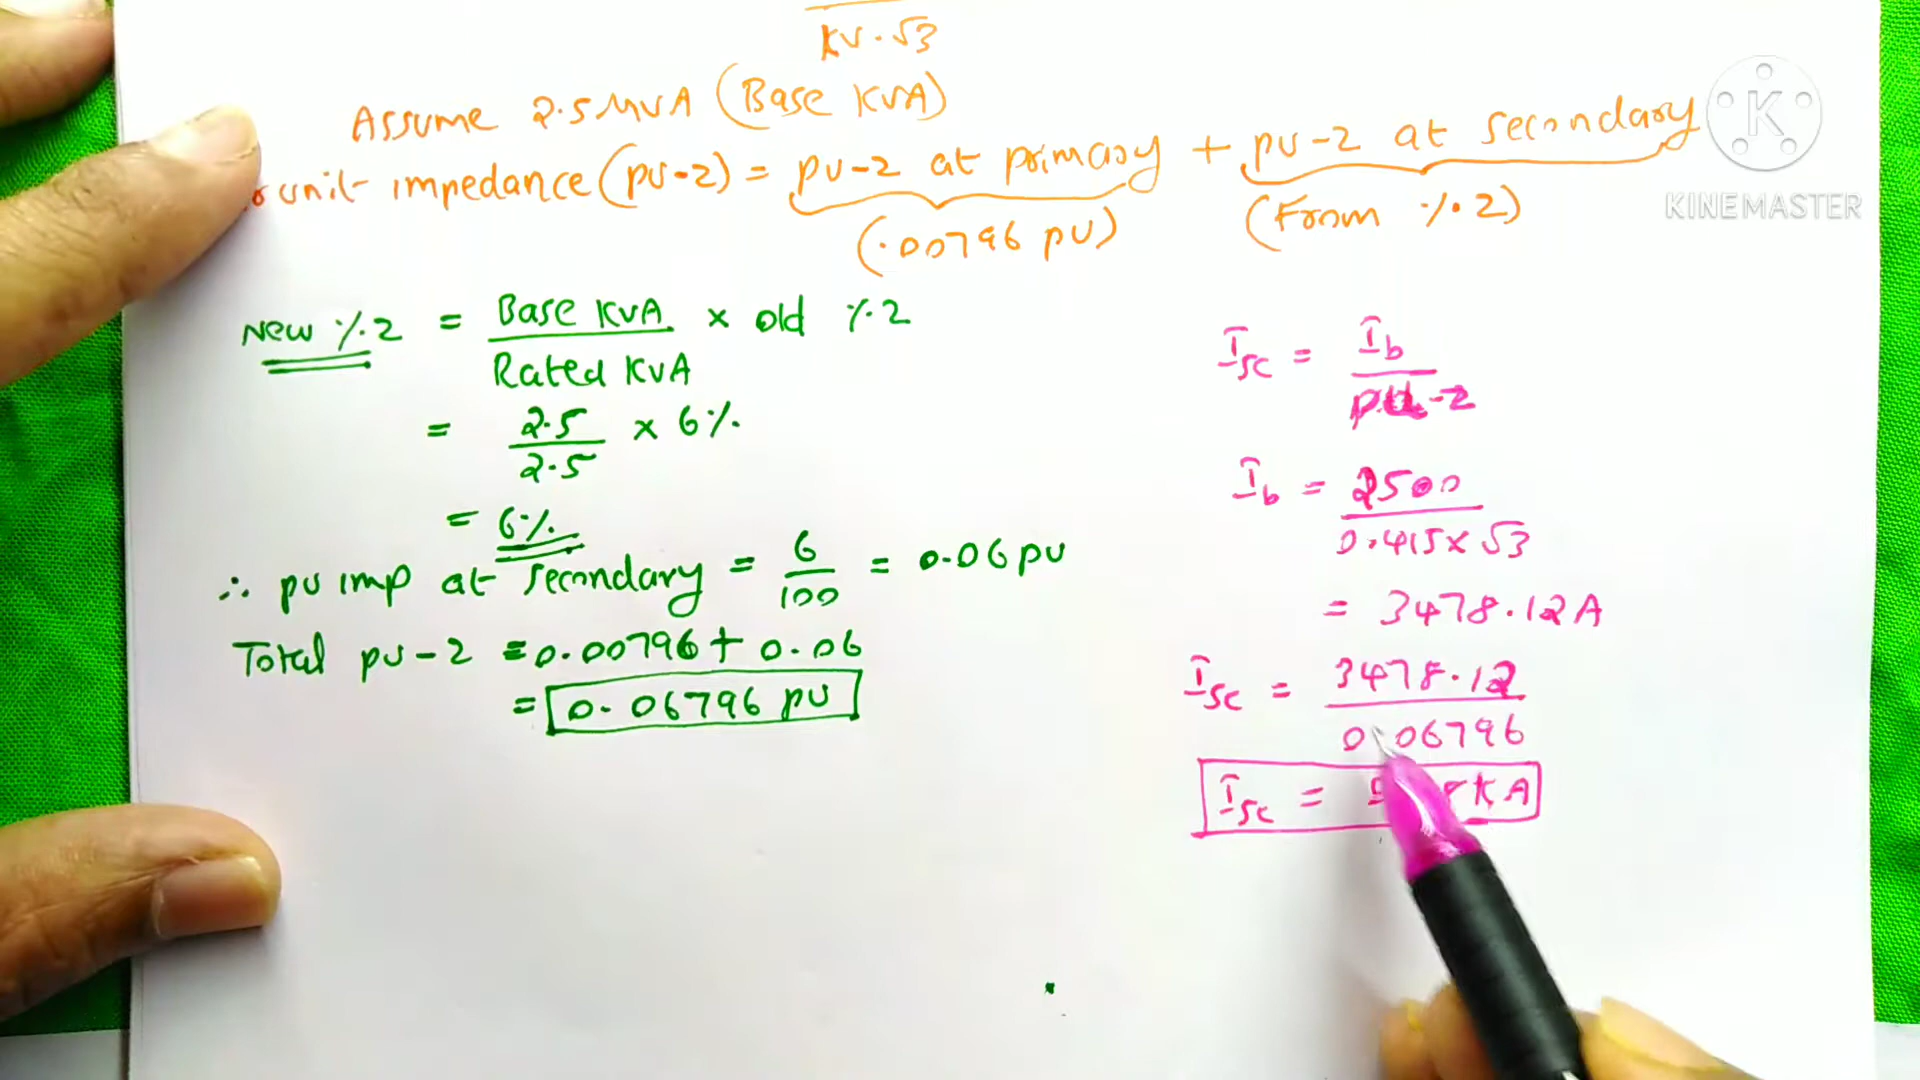 KV.√3
Assume 2.5MVA (Base KVA)
unit impedance (pu-z) = pu-z at primary + pu-z at secondary
(.00796 pu) (From %.z)
New %.z = Base KVA / Rated KVA × old %.z
= 2.5 / 2.5 × 6%
= 6%
∴ pu imp at secondary = 6 / 100 = 0.06 pu
Total pu-z = 0.00796 + 0.06
= 0.06796 pu
Isc = Ib / pu-z
Ib = 2500 / 0.415 × √3
= 3478.12 A
Isc = 3478.12 / 0.06796
Isc = KA
K
KINEMASTER